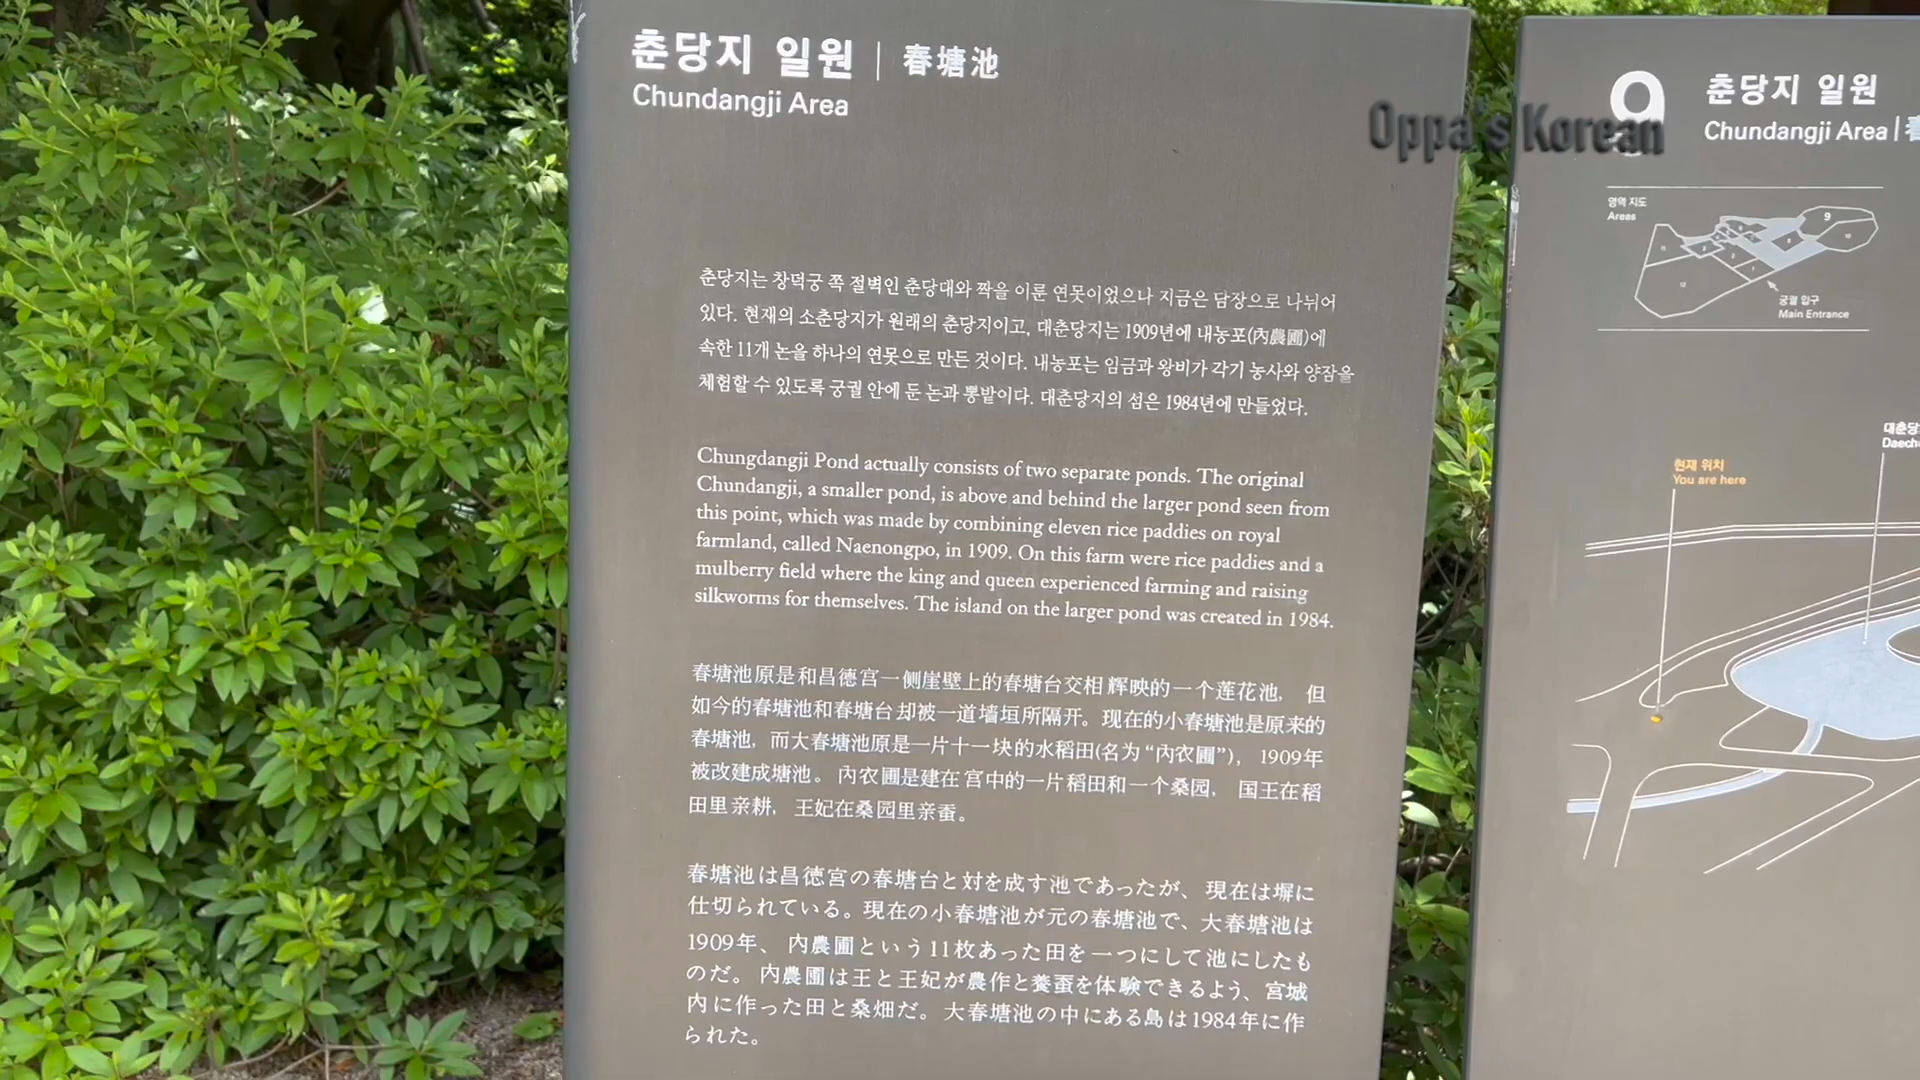 춘당지 일원 | 春塘池
Chundangji Area
춘당지는 창덕궁 쪽 절벽인 춘당대와 짝을 이룬 연못이었으나 지금은 담장으로 나뉘어
있다. 현재의 소춘당지가 원래의 춘당지이고, 대춘당지는 1909년에 내농포(內農圃)에
속한 11개 논을 하나의 연못으로 만든 것이다. 내농포는 임금과 왕비가 각기 농사와 양잠을
체험할 수 있도록 궁궐 안에 둔 논과 뽕밭이다. 대춘당지의 섬은 1984년에 만들었다.
Chungdangji Pond actually consists of two separate ponds. The original
Chundangji, a smaller pond, is above and behind the larger pond seen from
this point, which was made by combining eleven rice paddies on royal
farmland, called Naenongpo, in 1909. On this farm were rice paddies and a
mulberry field where the king and queen experienced farming and raising
silkworms for themselves. The island on the larger pond was created in 1984.
春塘池原是和昌德宫一侧崖壁上的春塘台交相辉映的一个莲花池, 但
如今的春塘池和春塘台却被一道墙垣所隔开。现在的小春塘池是原来的
春塘池, 而大春塘池原是一片十一块的水稻田(名为“內农圃”), 1909年
被改建成塘池。內农圃是建在宫中的一片稻田和一个桑园, 国王在稻
田里亲耕, 王妃在桑园里亲蚕。
春塘池は昌徳宮の春塘台と対を成す池であったが、現在は塀に
仕切られている。現在の小春塘池が元の春塘池で、大春塘池は
1909年、内農圃という11枚あった田を一つにして池にしたも
のだ。内農圃は王と王妃が農作と養蚕を体験できるよう、宮城
内に作った田と桑畑だ。大春塘池の中にある島は1984年に作
られた。
Oppa's Korean
9
춘당지 일원
Chundangji Area | 春
영역 지도
Areas
9
궁궐 입구
Main Entrance
대춘당
Daech
현재 위치
You are here